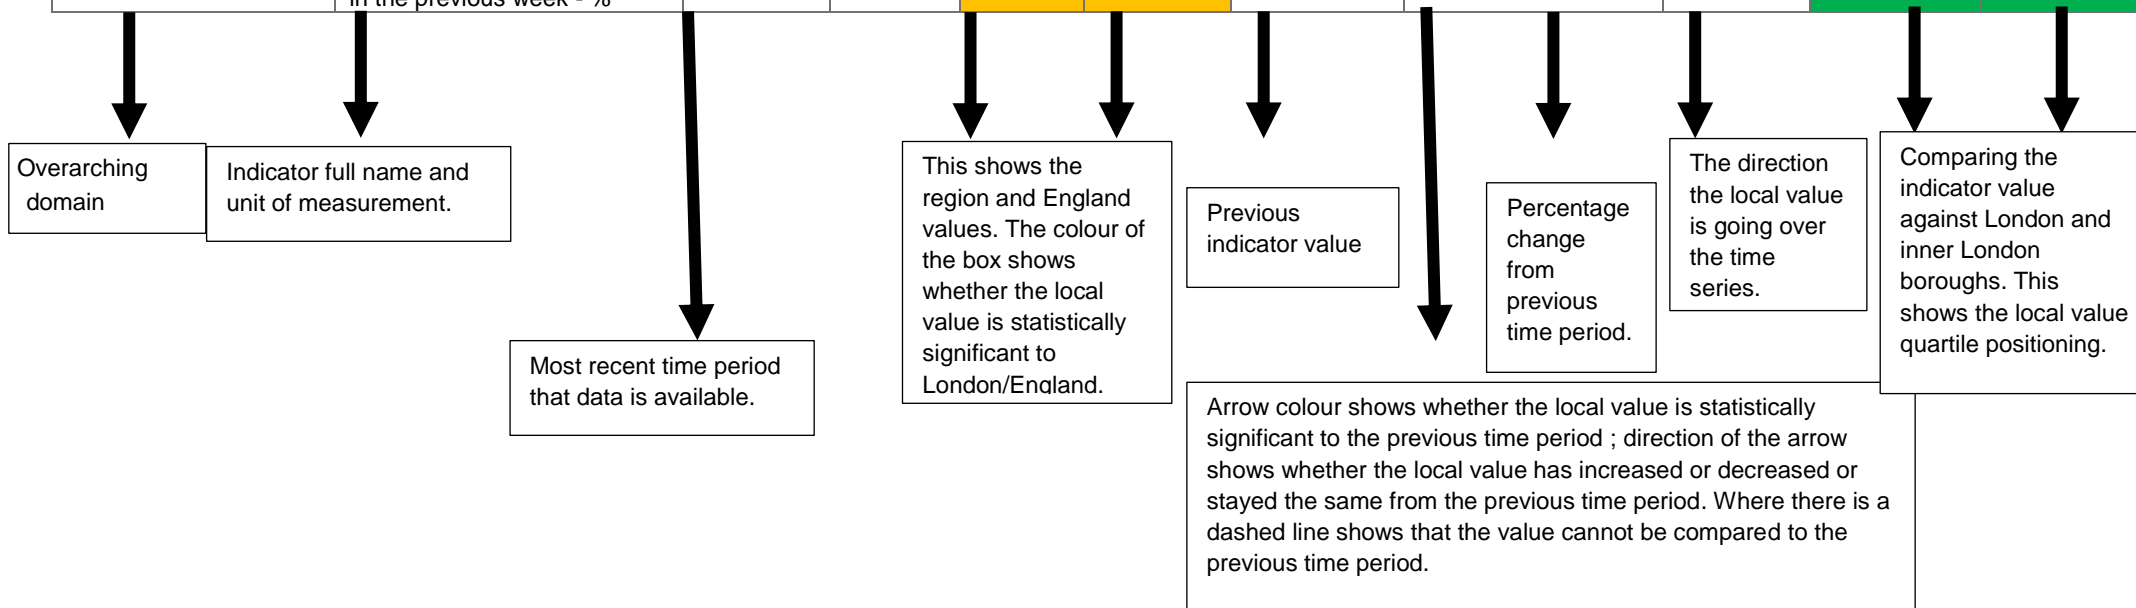 in the previous week - %
Overarching
domain
Indicator full name and
unit of measurement.
Most recent time period
that data is available.
This shows the
region and England
values. The colour of
the box shows
whether the local
value is statistically
significant to
London/England.
Previous
indicator value
Arrow colour shows whether the local value is statistically
significant to the previous time period ; direction of the arrow
shows whether the local value has increased or decreased or
stayed the same from the previous time period. Where there is a
dashed line shows that the value cannot be compared to the
previous time period.
Percentage
change
from
previous
time period.
The direction
the local value
is going over
the time
series.
Comparing the
indicator value
against London and
inner London
boroughs. This
shows the local value
quartile positioning.